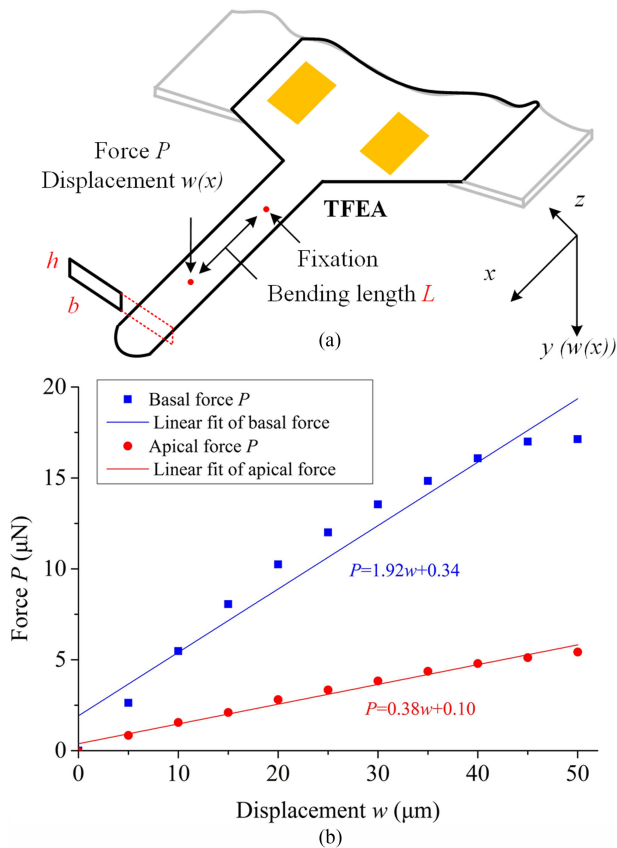 Force P
Displacement w(x)
TFEA
z
Fixation
h
b
Bending length L
x
y (w(x))
(a)
20
15
10
5
0
Force P (μN)
Basal force P
Linear fit of basal force
Apical force P
Linear fit of apical force
P=1.92w+0.34
P=0.38w+0.10
0 10 20 30 40 50
Displacement w (μm)
(b)